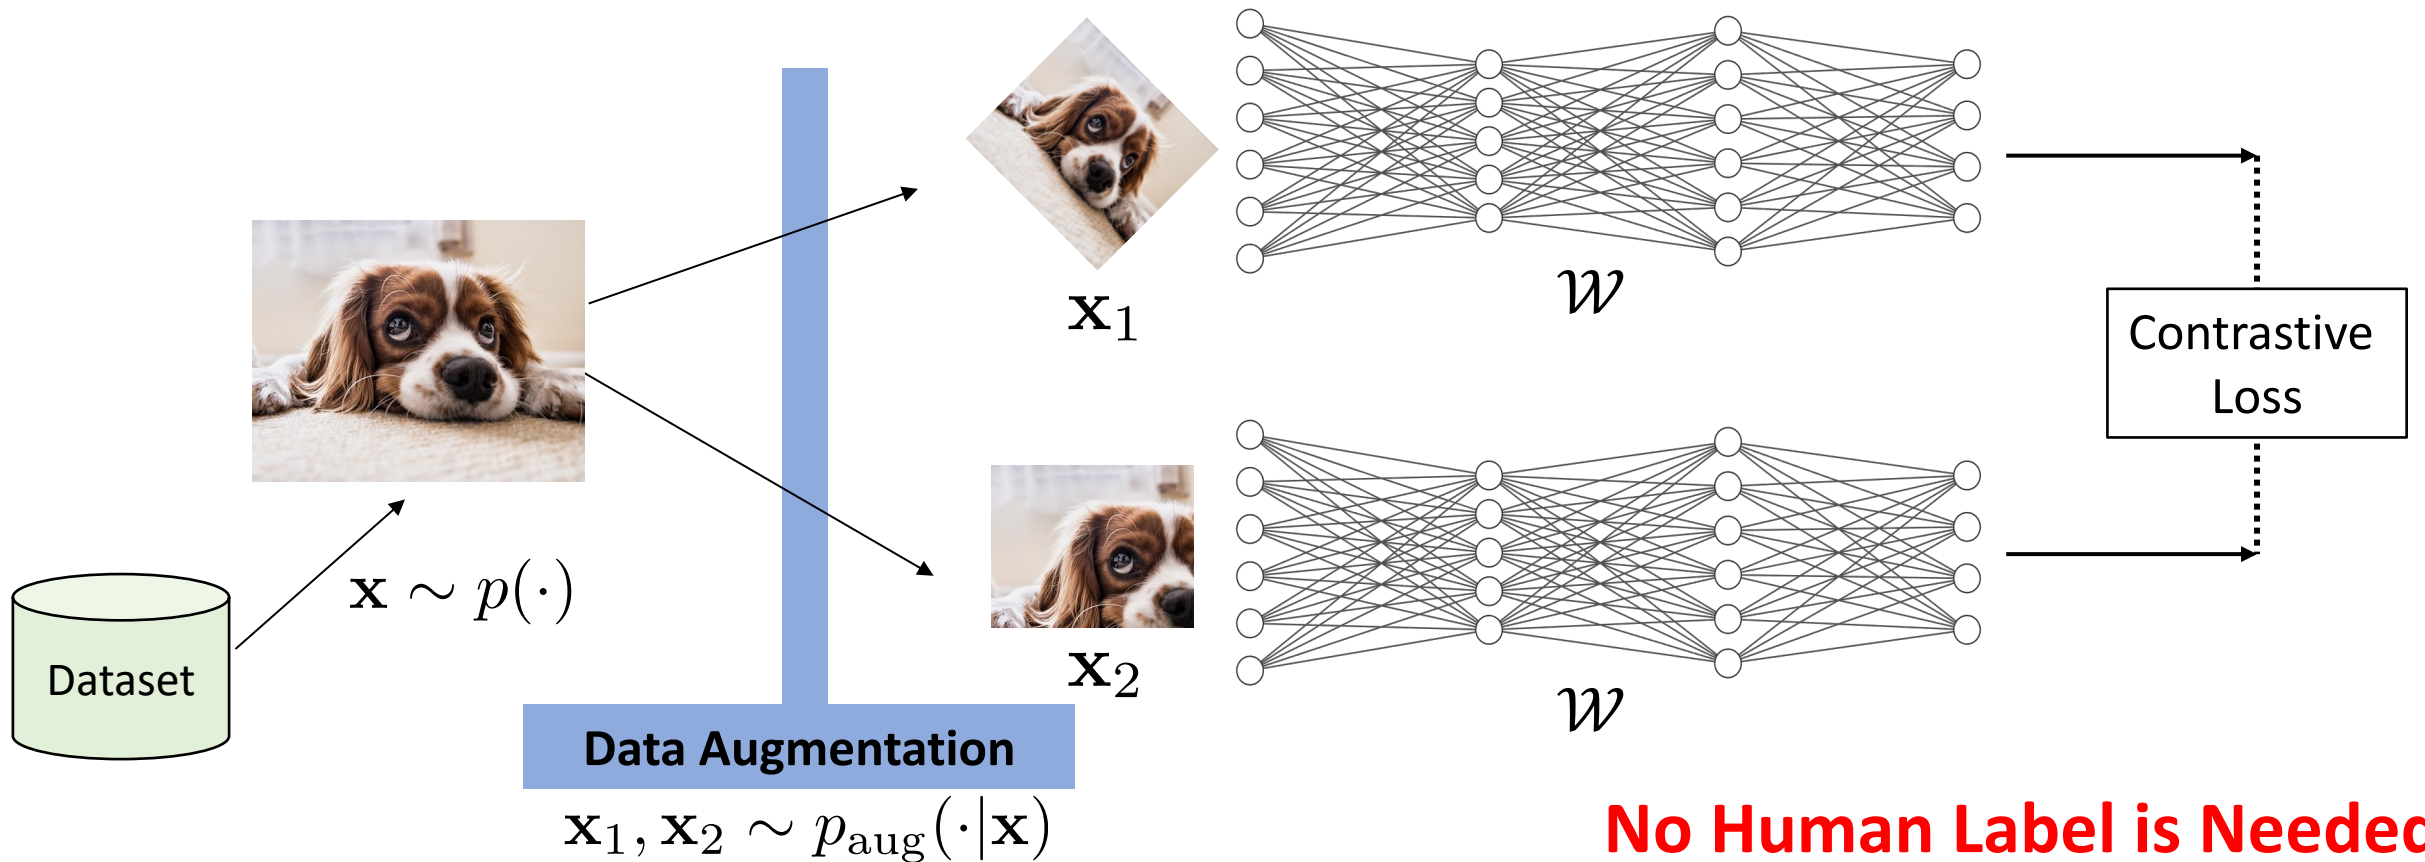 Dataset
𝐱 ∼ p(·)
Data Augmentation
𝐱₁, 𝐱₂ ∼ p_aug(·|𝐱)
𝐱₁
𝒲
𝐱₂
𝒲
Contrastive
Loss
No Human Label is Needed